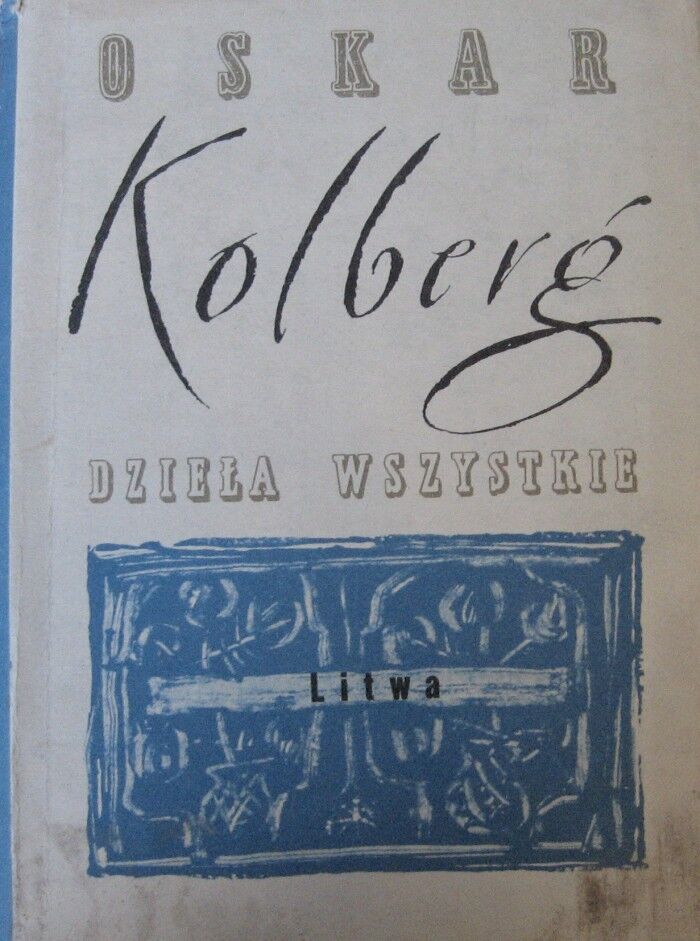 OSKAR
Kolberg
DZIEŁA WSZYSTKIE
Litwa